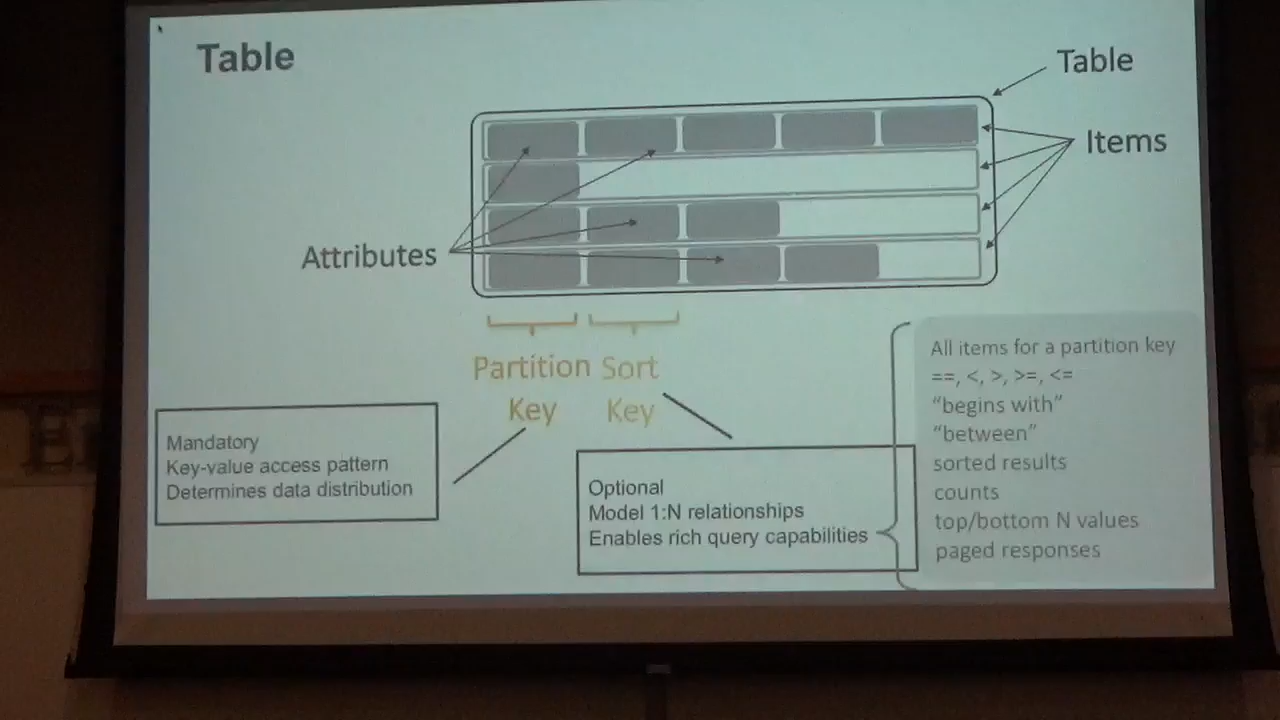 Table
Table
Items
Attributes
Partition Key
Sort Key
Mandatory
Key-value access pattern
Determines data distribution
Optional
Model 1:N relationships
Enables rich query capabilities
All items for a partition key
==, <, >, >=, <=
“begins with”
“between”
sorted results
counts
top/bottom N values
paged responses